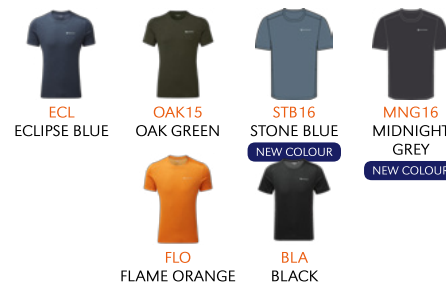 ECL
ECLIPSE BLUE
OAK15
OAK GREEN
STB16
STONE BLUE
NEW COLOUR
MNG16
MIDNIGHT
GREY
NEW COLOUR
FLO
FLAME ORANGE
BLA
BLACK